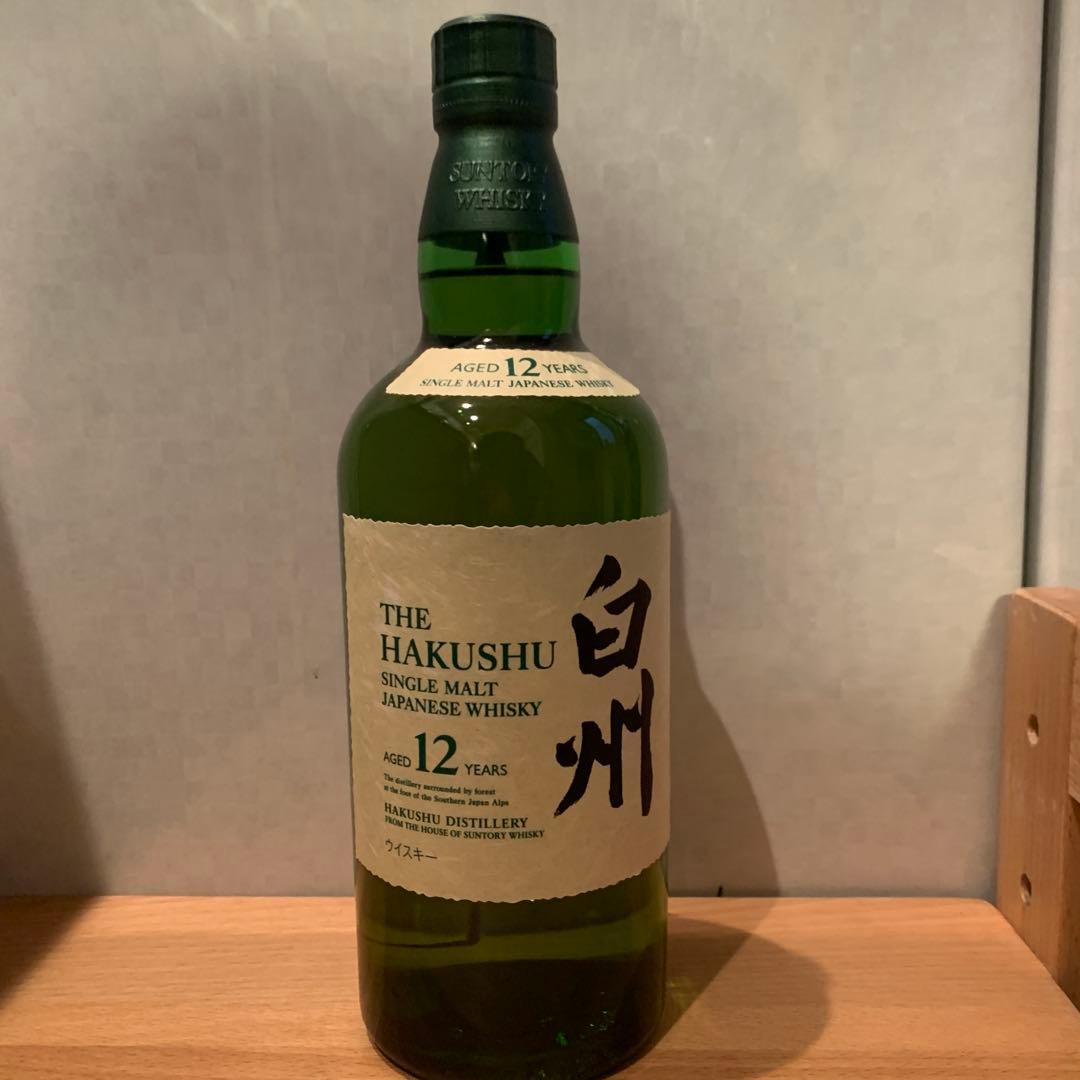 SUNTORY
WHISKY
AGED 12 YEARS
SINGLE MALT JAPANESE WHISKY
THE
HAKUSHU
SINGLE MALT
JAPANESE WHISKY
AGED 12 YEARS
The distillery surrounded by forest
at the foot of the Southern Japan Alps
HAKUSHU DISTILLERY
FROM THE HOUSE OF SUNTORY WHISKY
ウイスキー
白州